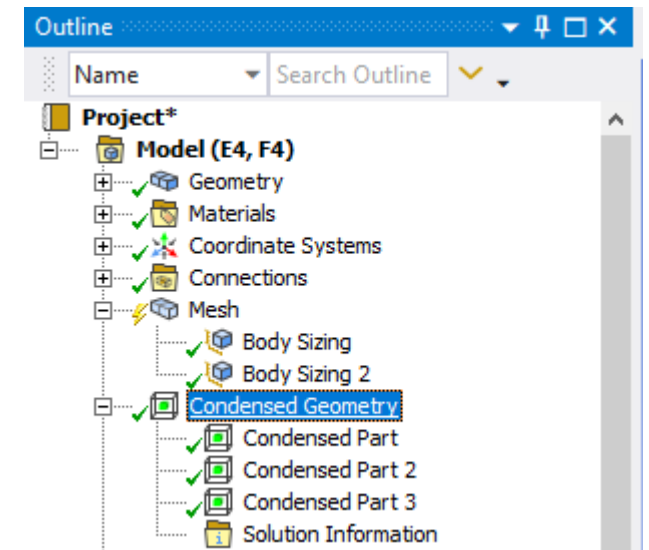 Outline
Name Search Outline
Project*
Model (E4, F4)
Geometry
Materials
Coordinate Systems
Connections
Mesh
Body Sizing
Body Sizing 2
Condensed Geometry
Condensed Part
Condensed Part 2
Condensed Part 3
Solution Information